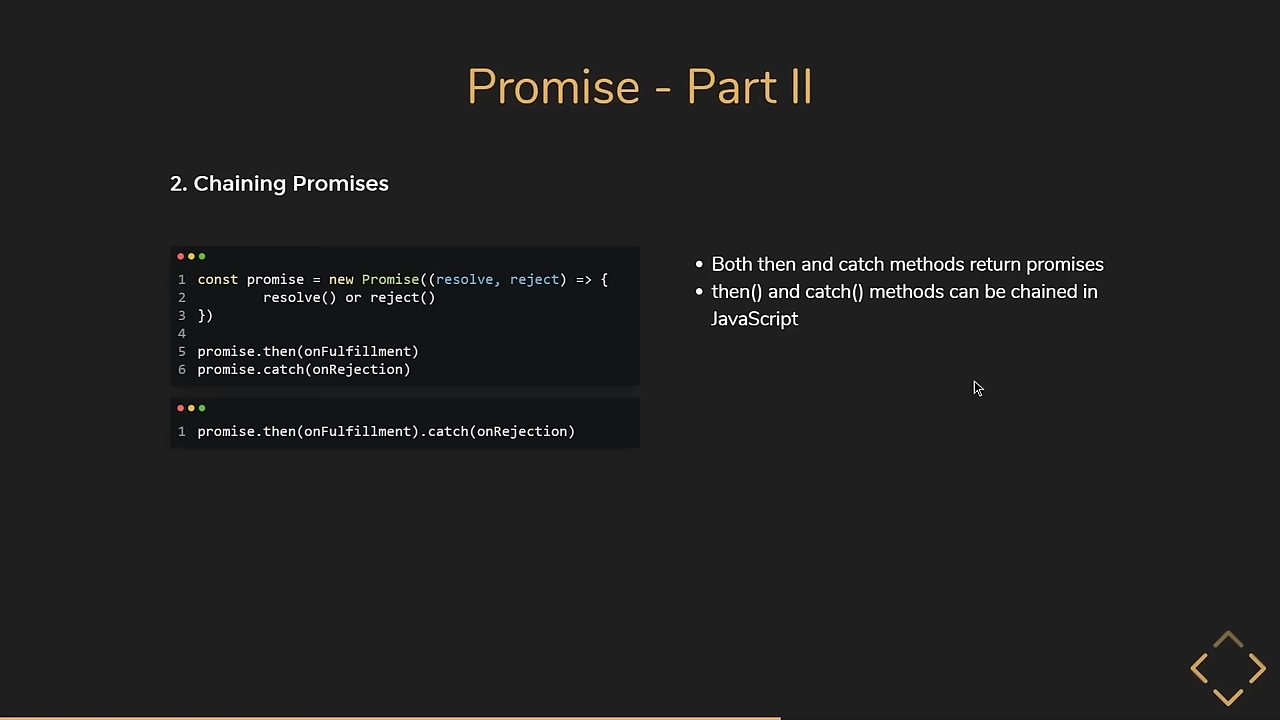 Promise - Part II
2. Chaining Promises
1 const promise = new Promise((resolve, reject) => {
2         resolve() or reject()
3 })
4
5 promise.then(onFulfillment)
6 promise.catch(onRejection)
1 promise.then(onFulfillment).catch(onRejection)
• Both then and catch methods return promises
• then() and catch() methods can be chained in
JavaScript